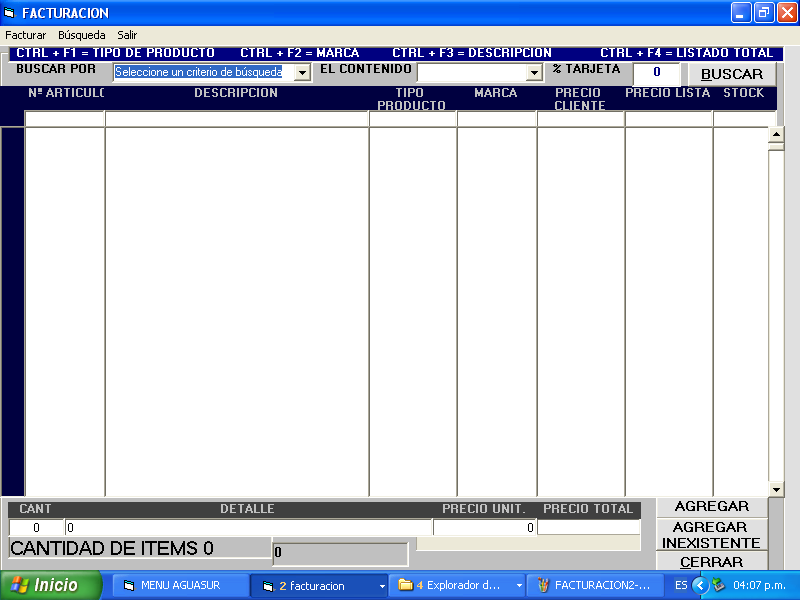 FACTURACION
Facturar Búsqueda Salir
CTRL + F1 = TIPO DE PRODUCTO CTRL + F2 = MARCA CTRL + F3 = DESCRIPCION CTRL + F4 = LISTADO TOTAL
BUSCAR POR Seleccione un criterio de búsqueda EL CONTENIDO % TARJETA 0 BUSCAR
Nº ARTICULO DESCRIPCION TIPO PRODUCTO MARCA PRECIO CLIENTE PRECIO LISTA STOCK
CANT DETALLE PRECIO UNIT. PRECIO TOTAL AGREGAR
0 0 0 AGREGAR INEXISTENTE
CANTIDAD DE ITEMS 0 0
CERRAR
Inicio MENU AGUASUR 2 facturacion 4 Explorador d... FACTURACION2-... ES 04:07 p.m.